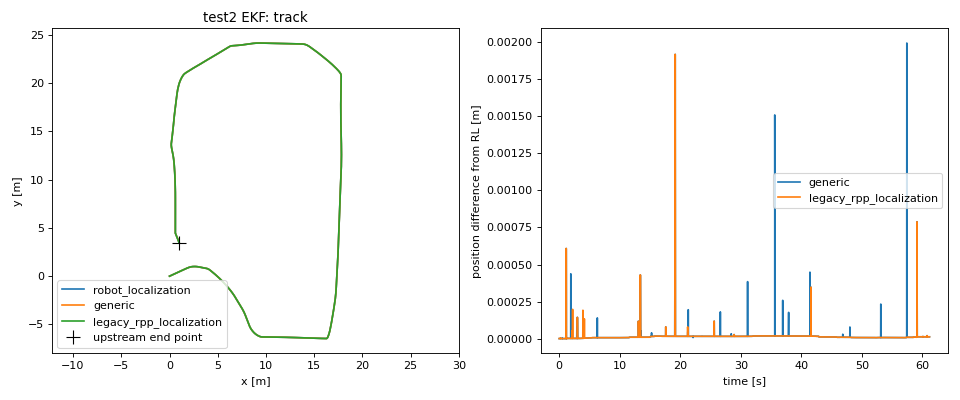 test2 EKF: track
y [m]
25
20
15
10
5
0
−5
−10
−5
0
5
10
15
20
25
30
x [m]
robot_localization
generic
legacy_rpp_localization
upstream end point
position difference from RL [m]
0.00200
0.00175
0.00150
0.00125
0.00100
0.00075
0.00050
0.00025
0.00000
0
10
20
30
40
50
60
time [s]
generic
legacy_rpp_localization